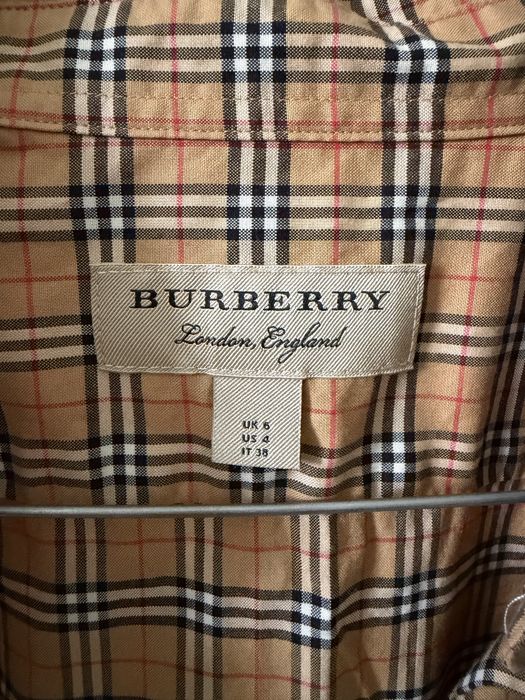 BURBERRY
London, England
UK 6
US 4
IT 38